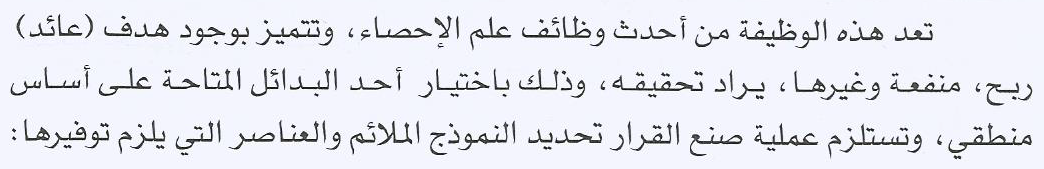 تعد هذه الوظيفة من أحدث وظائف علم الإحصاء، وتتميز بوجود هدف (عائد)
ربح، منفعة وغيرها، يراد تحقيقه، وذلك باختيار أحد البدائل المتاحة على أساس
منطقي، وتستلزم عملية صنع القرار تحديد النموذج الملائم والعناصر التي يلزم توفيرها: